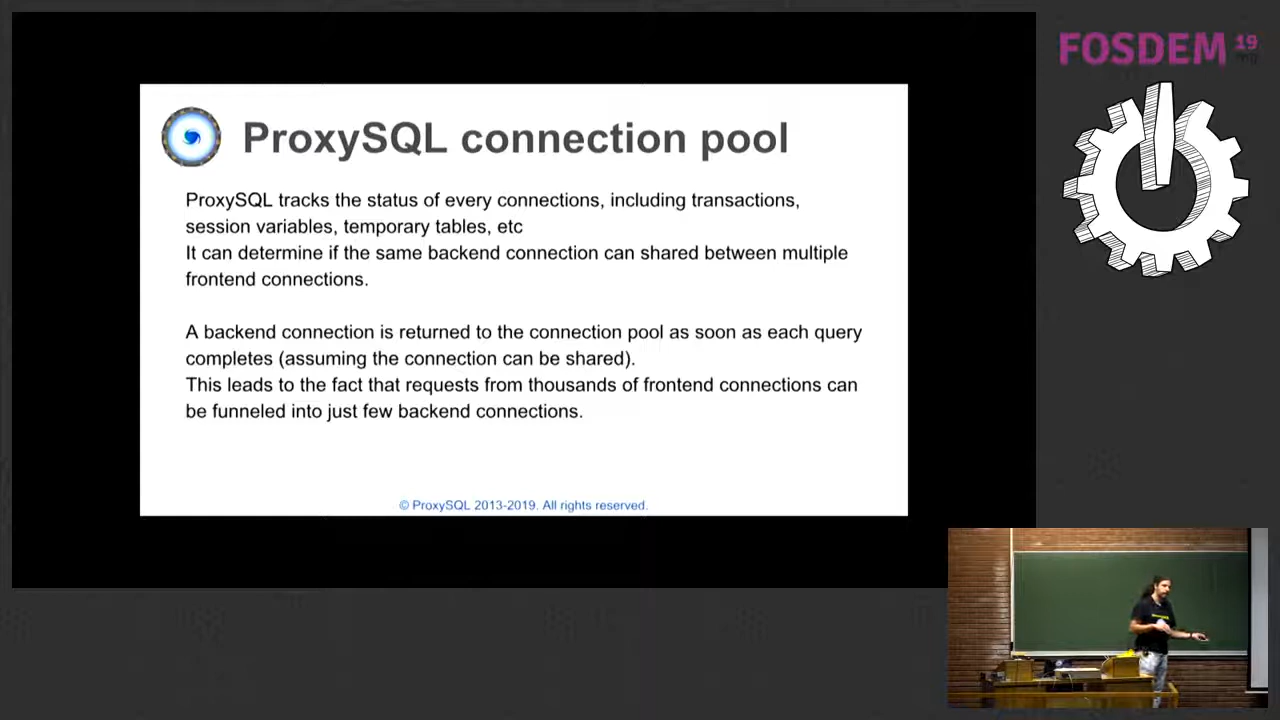 FOSDEM 19
.org
ProxySQL connection pool
ProxySQL tracks the status of every connections, including transactions,
session variables, temporary tables, etc
It can determine if the same backend connection can shared between multiple
frontend connections.
A backend connection is returned to the connection pool as soon as each query
completes (assuming the connection can be shared).
This leads to the fact that requests from thousands of frontend connections can
be funneled into just few backend connections.
© ProxySQL 2013-2019. All rights reserved.